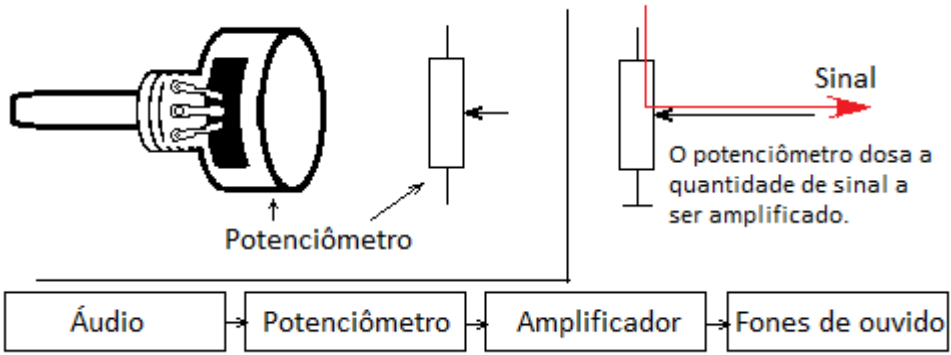 Potenciômetro
Sinal
O potenciômetro dosa a
quantidade de sinal a
ser amplificado.
Áudio
Potenciômetro
Amplificador
Fones de ouvido